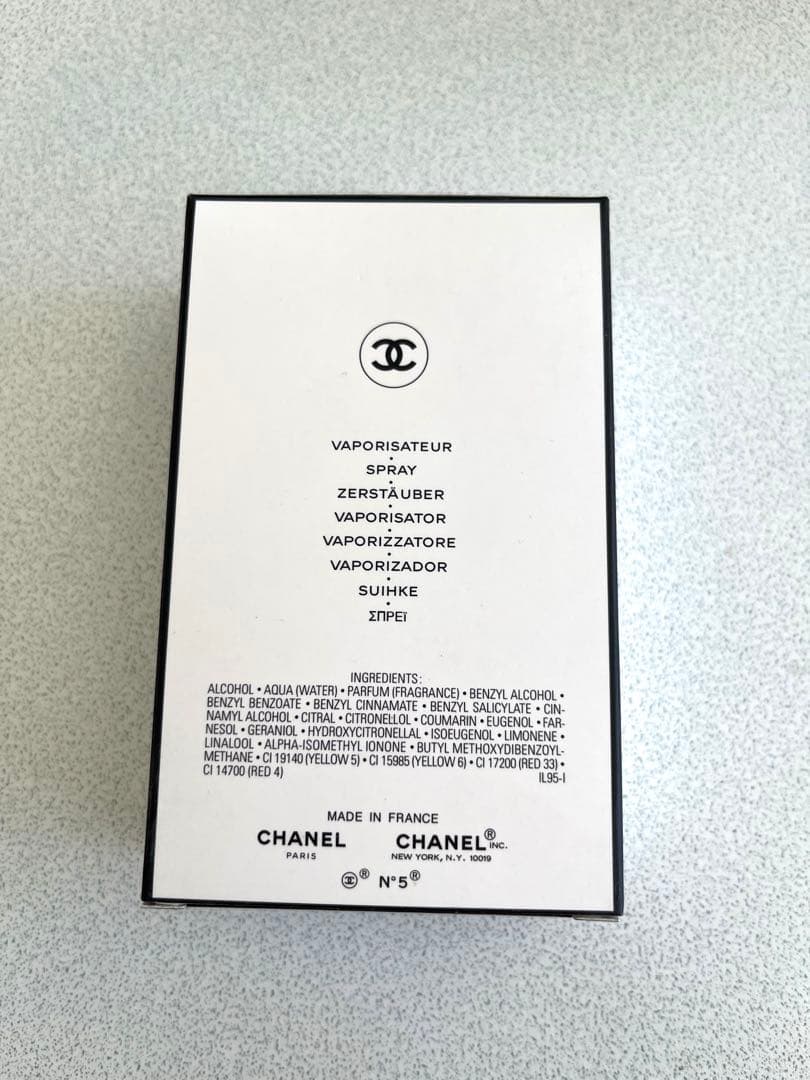 VAPORISATEUR
•
SPRAY
•
ZERSTÄUBER
•
VAPORISATOR
•
VAPORIZZATORE
•
VAPORIZADOR
•
SUIHKE
•
ΣΠΡΕΪ
INGREDIENTS:
ALCOHOL • AQUA (WATER) • PARFUM (FRAGRANCE) • BENZYL ALCOHOL •
BENZYL BENZOATE • BENZYL CINNAMATE • BENZYL SALICYLATE • CIN-
NAMYL ALCOHOL • CITRAL • CITRONELLOL • COUMARIN • EUGENOL • FAR-
NESOL • GERANIOL • HYDROXYCITRONELLAL • ISOEUGENOL • LIMONENE •
LINALOOL • ALPHA-ISOMETHYL IONONE • BUTYL METHOXYDIBENZOYL-
METHANE • CI 19140 (YELLOW 5) • CI 15985 (YELLOW 6) • CI 17200 (RED 33) •
CI 14700 (RED 4) IL95-I
MADE IN FRANCE
CHANEL CHANEL® INC.
PARIS NEW YORK, N.Y. 10019
® N°5®